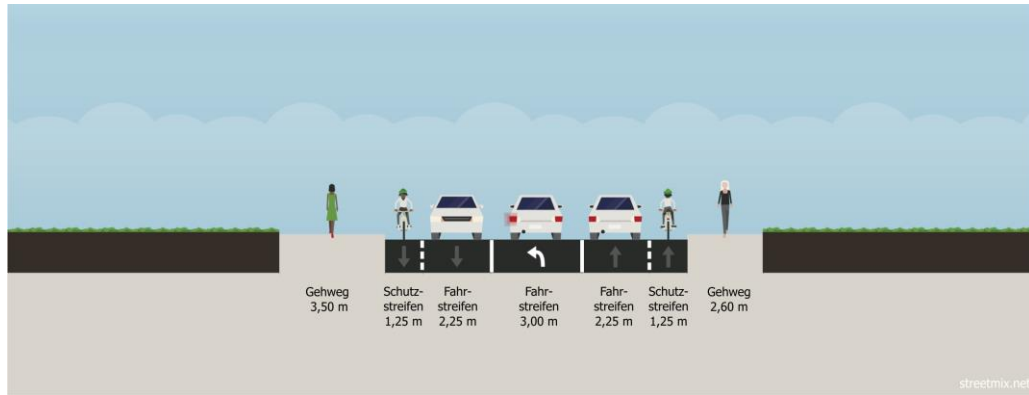 Gehweg
3,50 m
Schutz-
streifen
1,25 m
Fahr-
streifen
2,25 m
Fahr-
streifen
3,00 m
Fahr-
streifen
2,25 m
Schutz-
streifen
1,25 m
Gehweg
2,60 m
streetmix.net